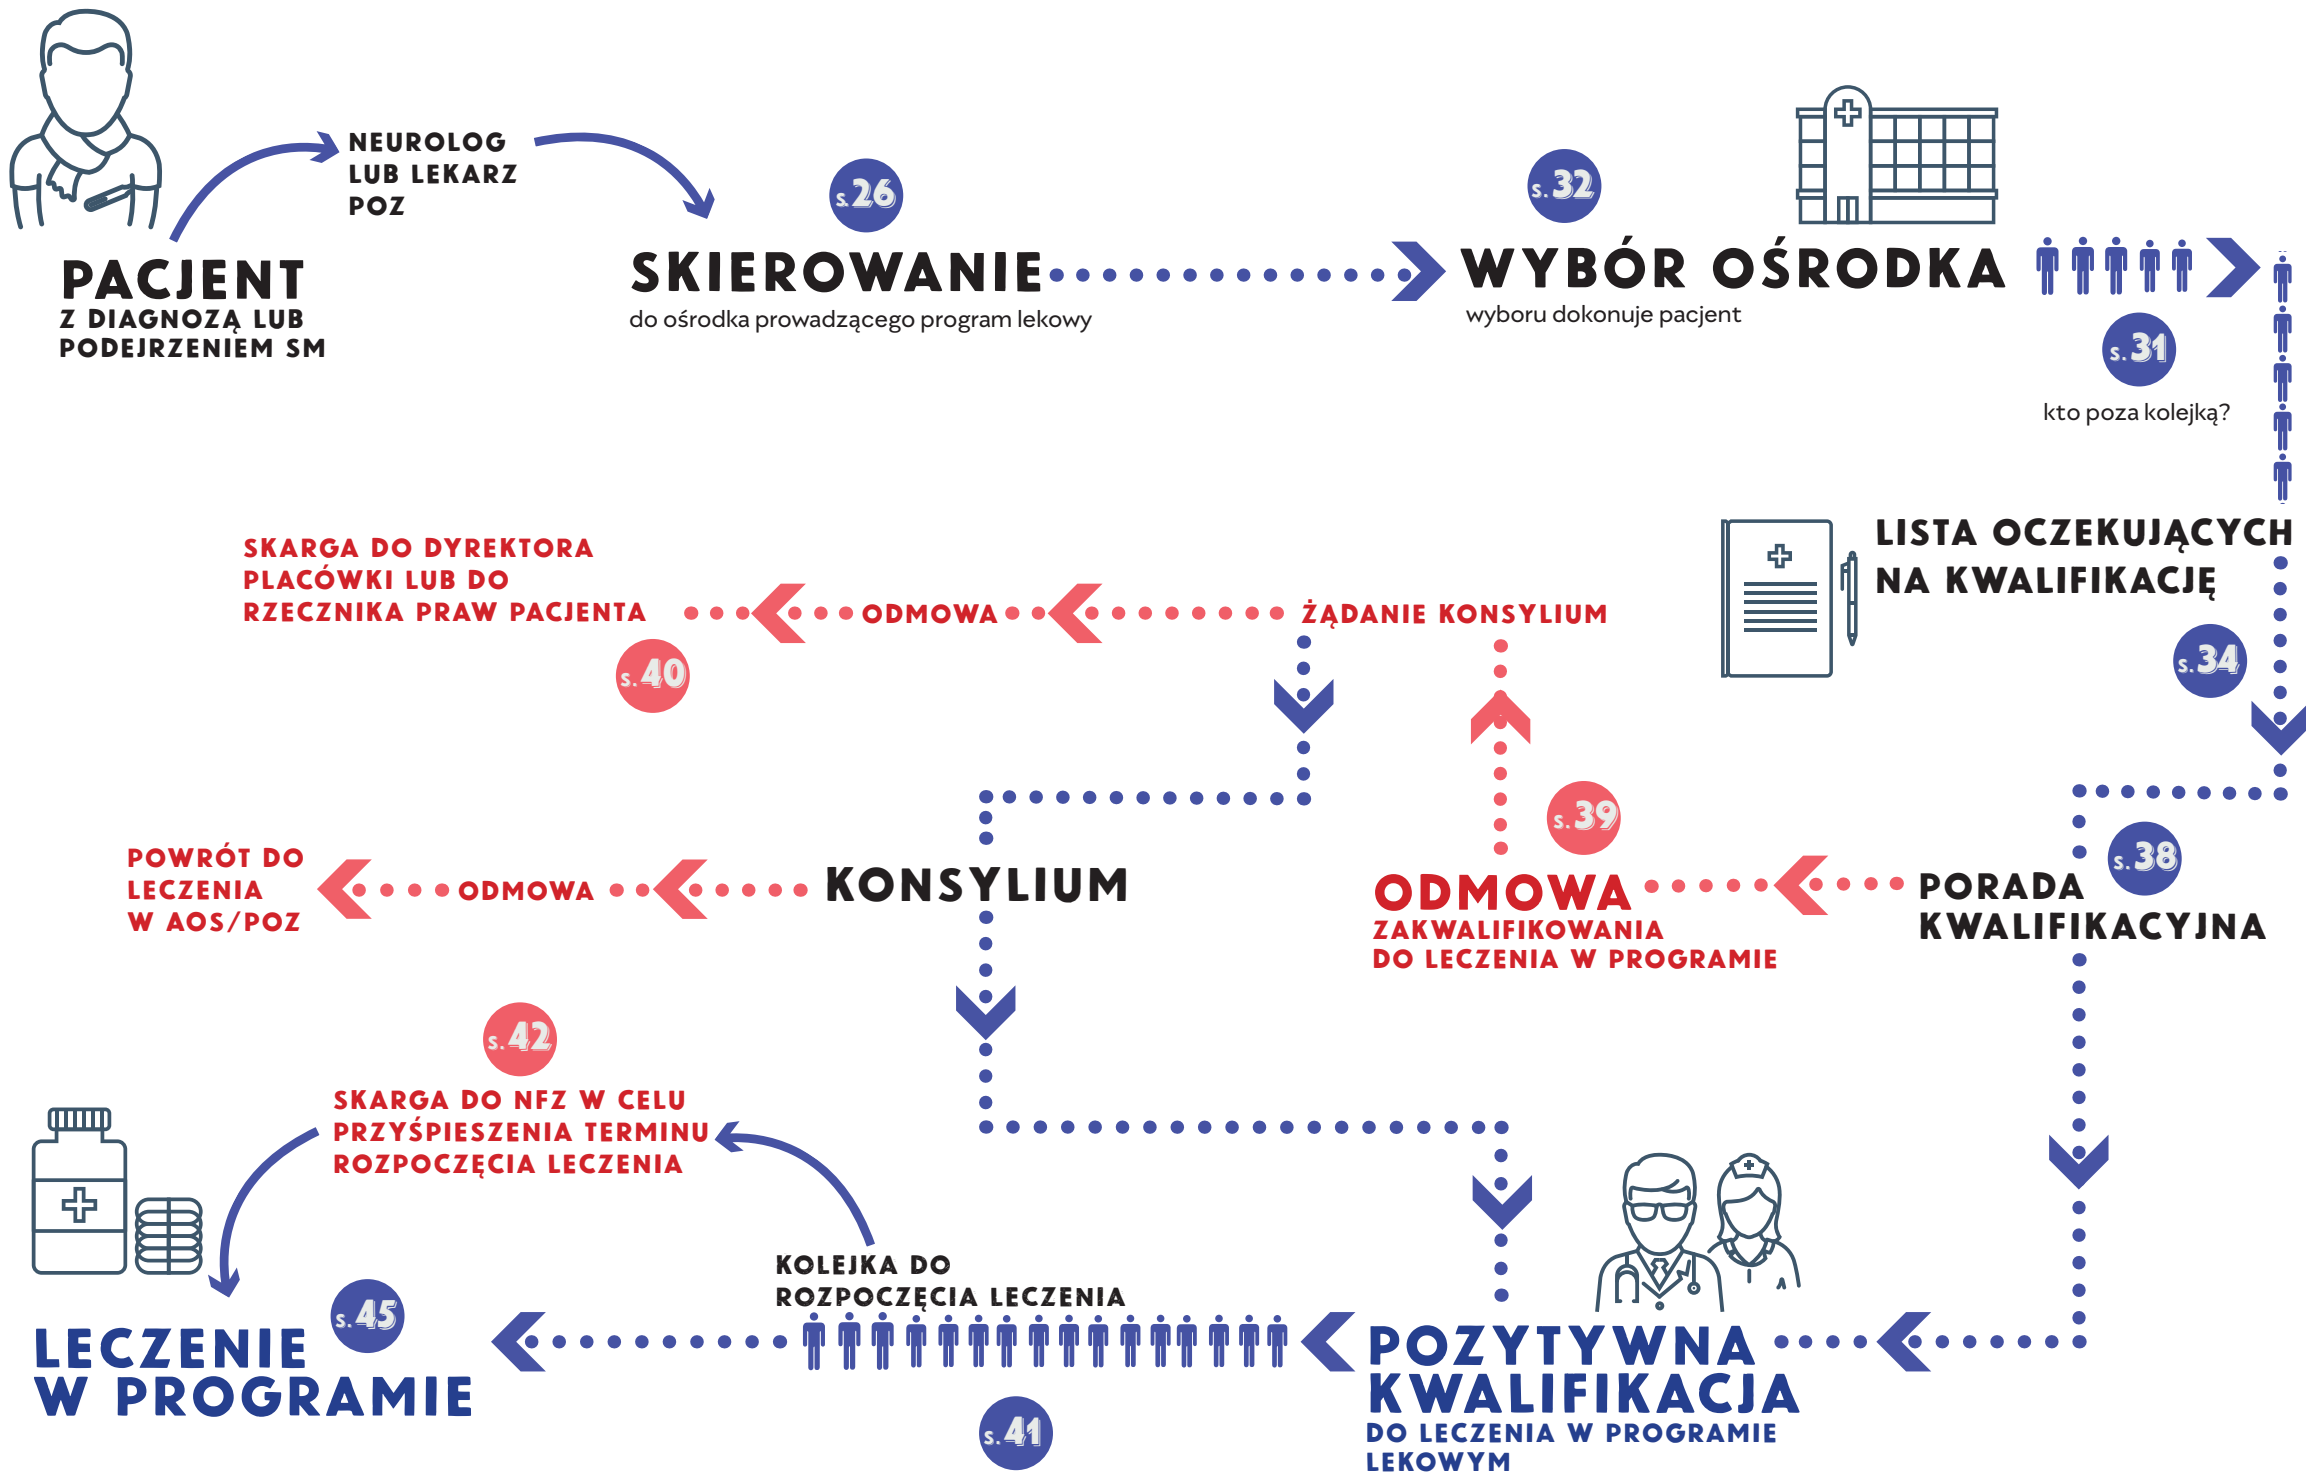 NEUROLOG
LUB LEKARZ
POZ
PACJENT
Z DIAGNOZĄ LUB
PODEJRZENIEM SM
s. 26
SKIEROWANIE
do ośrodka prowadzącego program lekowy
s. 32
WYBÓR OŚRODKA
wyboru dokonuje pacjent
s. 31
kto poza kolejką?
LISTA OCZEKUJĄCYCH
NA KWALIFIKACJĘ
s. 34
SKARGA DO DYREKTORA
PLACÓWKI LUB DO
RZECZNIKA PRAW PACJENTA
s. 40
ODMOWA
ŻĄDANIE KONSYLIUM
s. 39
ODMOWA
ZAKWALIFIKOWANIA
DO LECZENIA W PROGRAMIE
s. 38
PORADA
KWALIFIKACYJNA
POWRÓT DO
LECZENIA
W AOS/POZ
ODMOWA
KONSYLIUM
s. 42
SKARGA DO NFZ W CELU
PRZYŚPIESZENIA TERMINU
ROZPOCZĘCIA LECZENIA
KOLEJKA DO
ROZPOCZĘCIA LECZENIA
s. 41
s. 45
LECZENIE
W PROGRAMIE
POZYTYWNA
KWALIFIKACJA
DO LECZENIA W PROGRAMIE
LEKOWYM